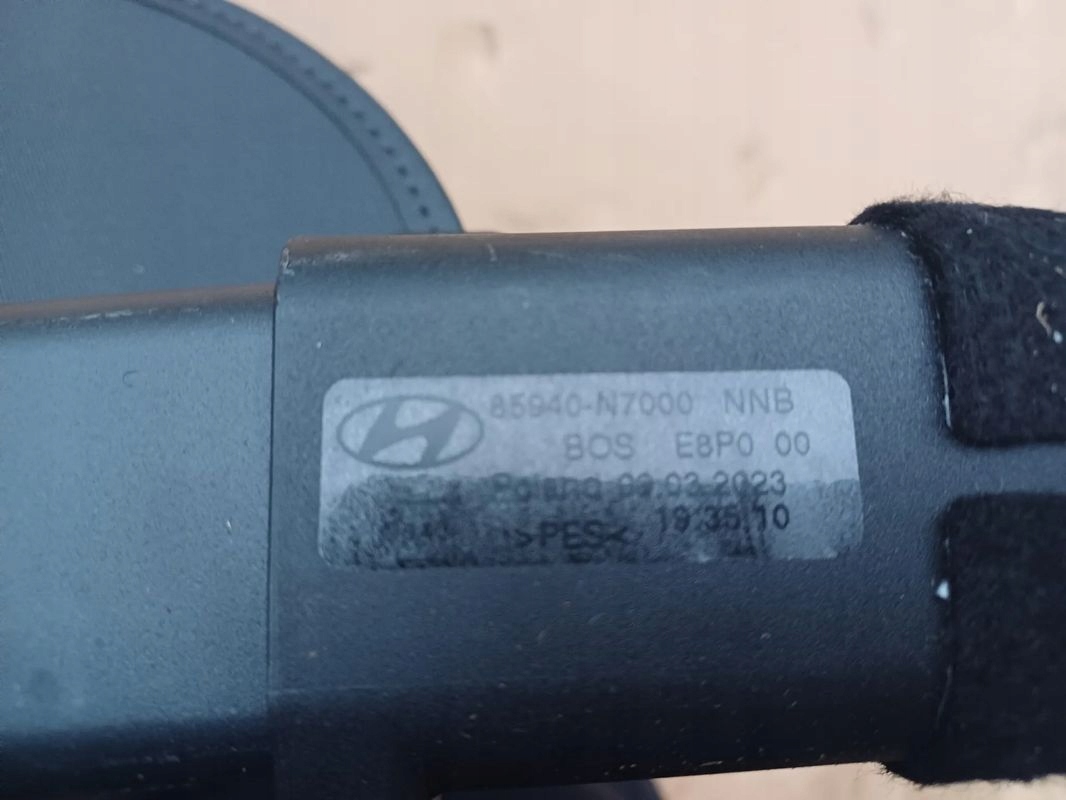 85940-N7000 NNB
BOS E8P0 00
Poland 09.03.2023
>PES< 19:35:10